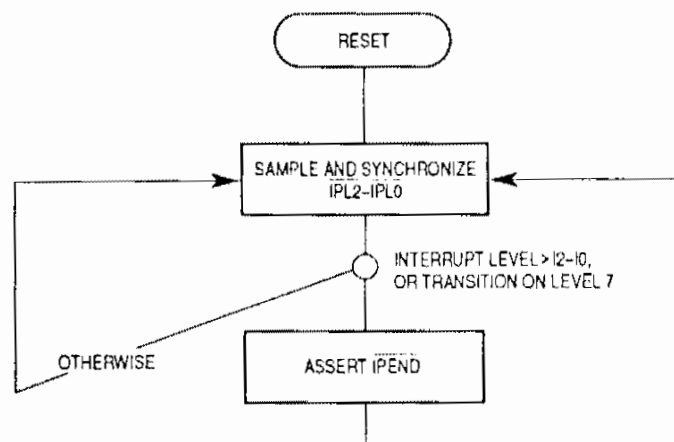 RESET
SAMPLE AND SYNCHRONIZE
IPL2–IPL0
INTERRUPT LEVEL > I2–I0,
OR TRANSITION ON LEVEL 7
OTHERWISE
ASSERT IPEND